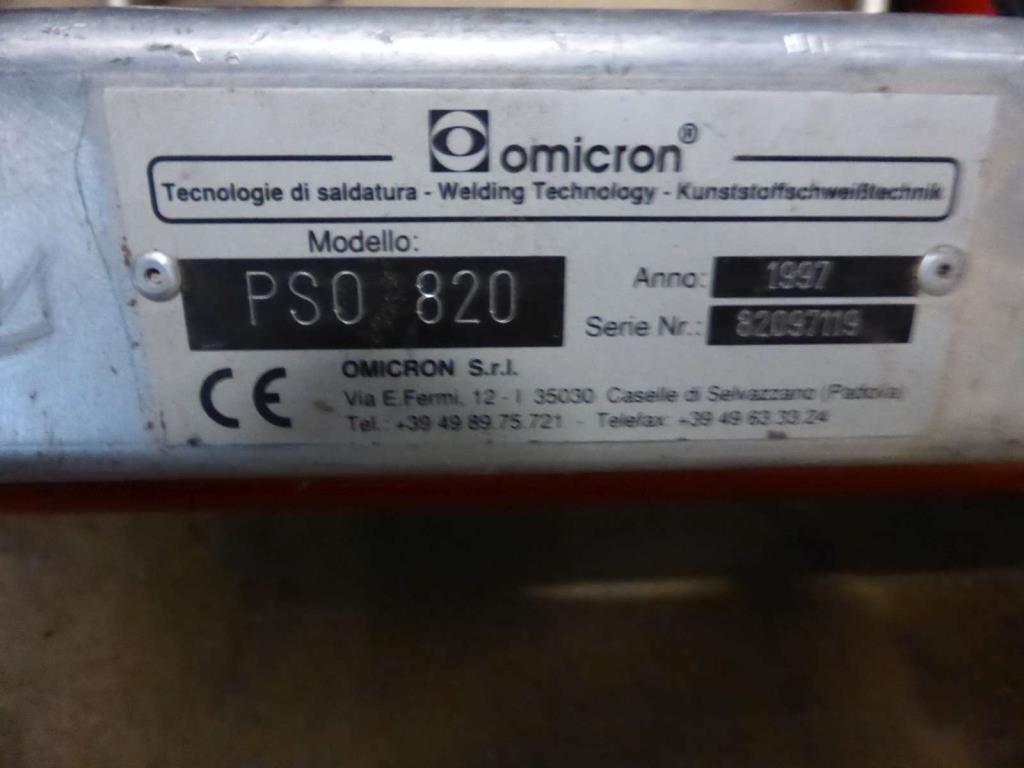 omicron®
Tecnologie di saldatura - Welding Technology - Kunststoffschweißtechnik
Modello:
PSO 820
Anno: 1997
Serie Nr.: 82097119
CE
OMICRON S.r.l.
Via E.Fermi, 12 - I 35030 Caselle di Selvazzano (Padova)
Tel.: +39 49 89.75.721 - Telefax: +39 49 63.33.24